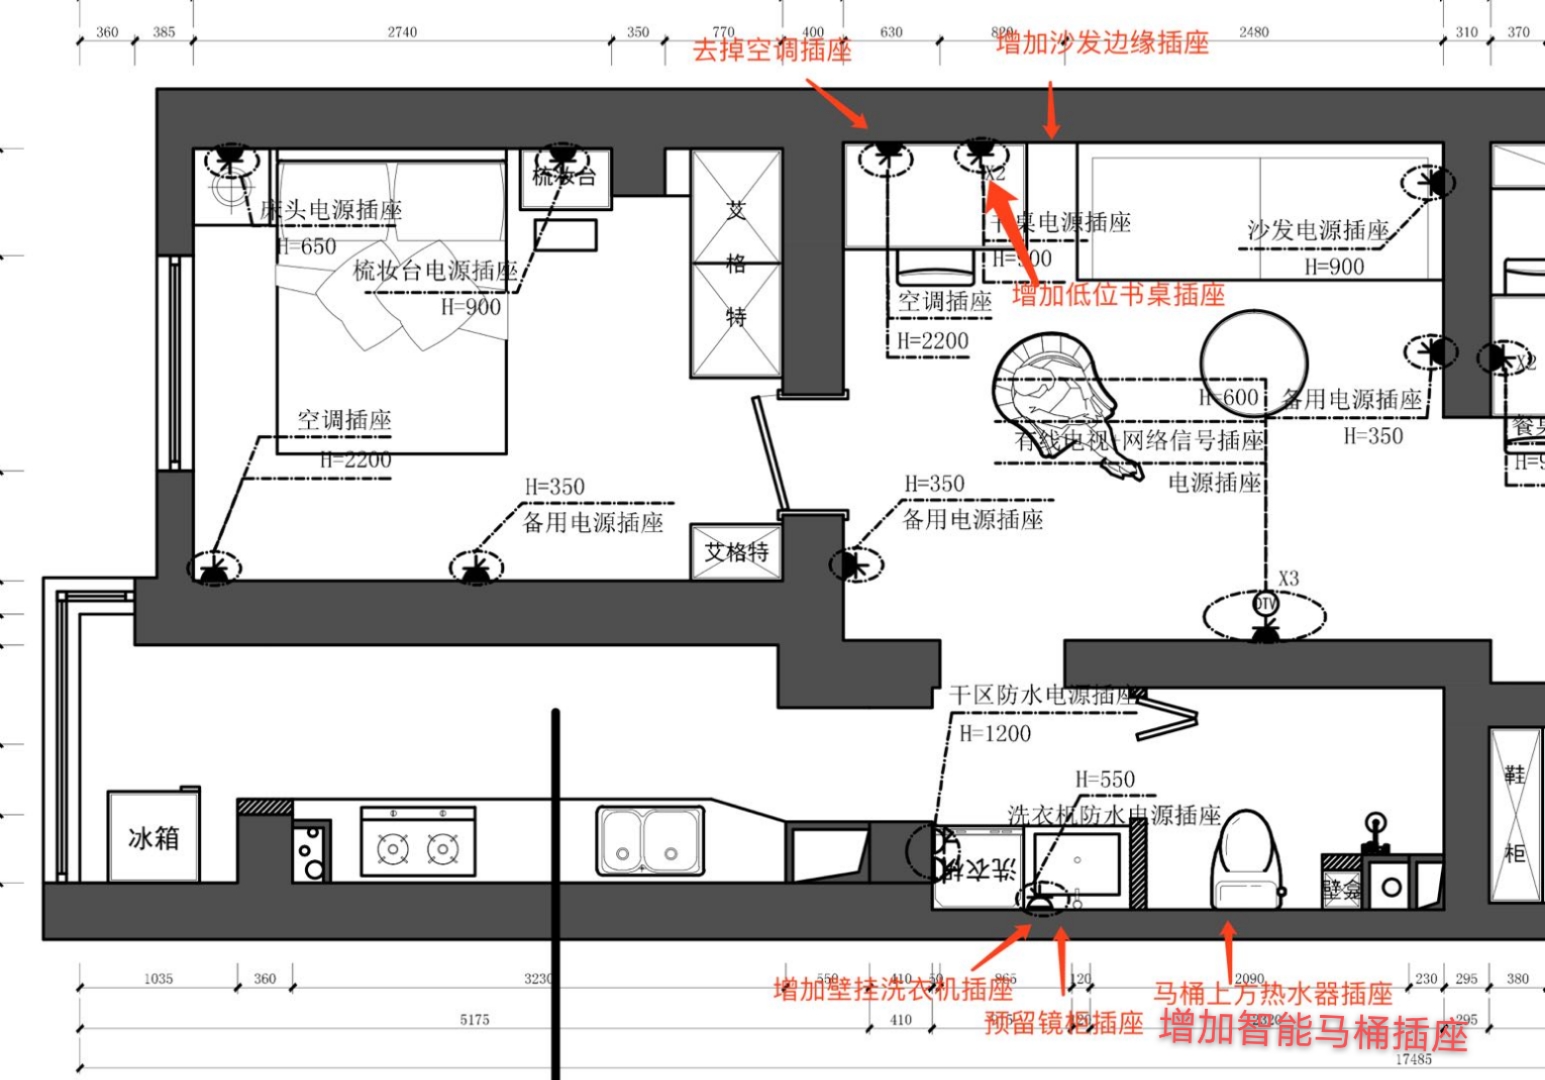 360 385 2740 350 770 400 630 820 2480 310 370
去掉空调插座
增加沙发边缘插座
梳妆台
X2
床头电源插座
H=650
艾
格
特
梳妆台电源插座
H=900
书桌电源插座
H=900
沙发电源插座
H=900
增加低位书桌插座
空调插座
H=2200
X2
H=600
备用电源插座
H=350
空调插座
H=2200
有线电视+网络信号插座
电源插座
H=350
备用电源插座
H=350
备用电源插座
艾格特
X3
DTV
干区防水电源插座
H=1200
H=550
洗衣机防水电源插座
鞋
柜
冰箱
洗衣机
壁龛
1035 360 3230 550 410 50 865 120 2090 230 295 380
增加壁挂洗衣机插座
马桶上方热水器插座
5175 410 295
预留镜柜插座
增加智能马桶插座
17485